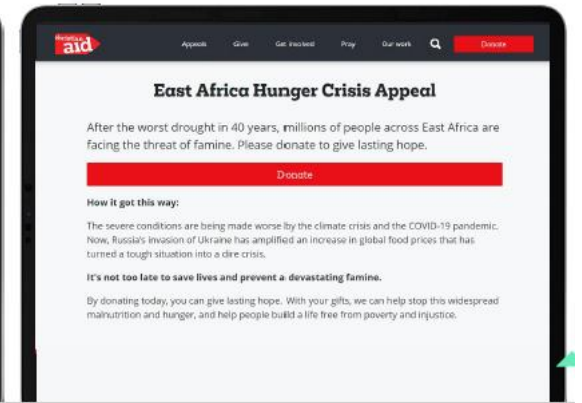 christian
aid
Appeals Give Get involved Pray Our work Donate
East Africa Hunger Crisis Appeal
After the worst drought in 40 years, millions of people across East Africa are
facing the threat of famine. Please donate to give lasting hope.
Donate
How it got this way:
The severe conditions are being made worse by the climate crisis and the COVID-19 pandemic.
Now, Russia's invasion of Ukraine has amplified an increase in global food prices that has
turned a tough situation into a dire crisis.
It's not too late to save lives and prevent a devastating famine.
By donating today, you can give lasting hope. With your gifts, we can help stop this widespread
malnutrition and hunger, and help people build a life free from poverty and injustice.